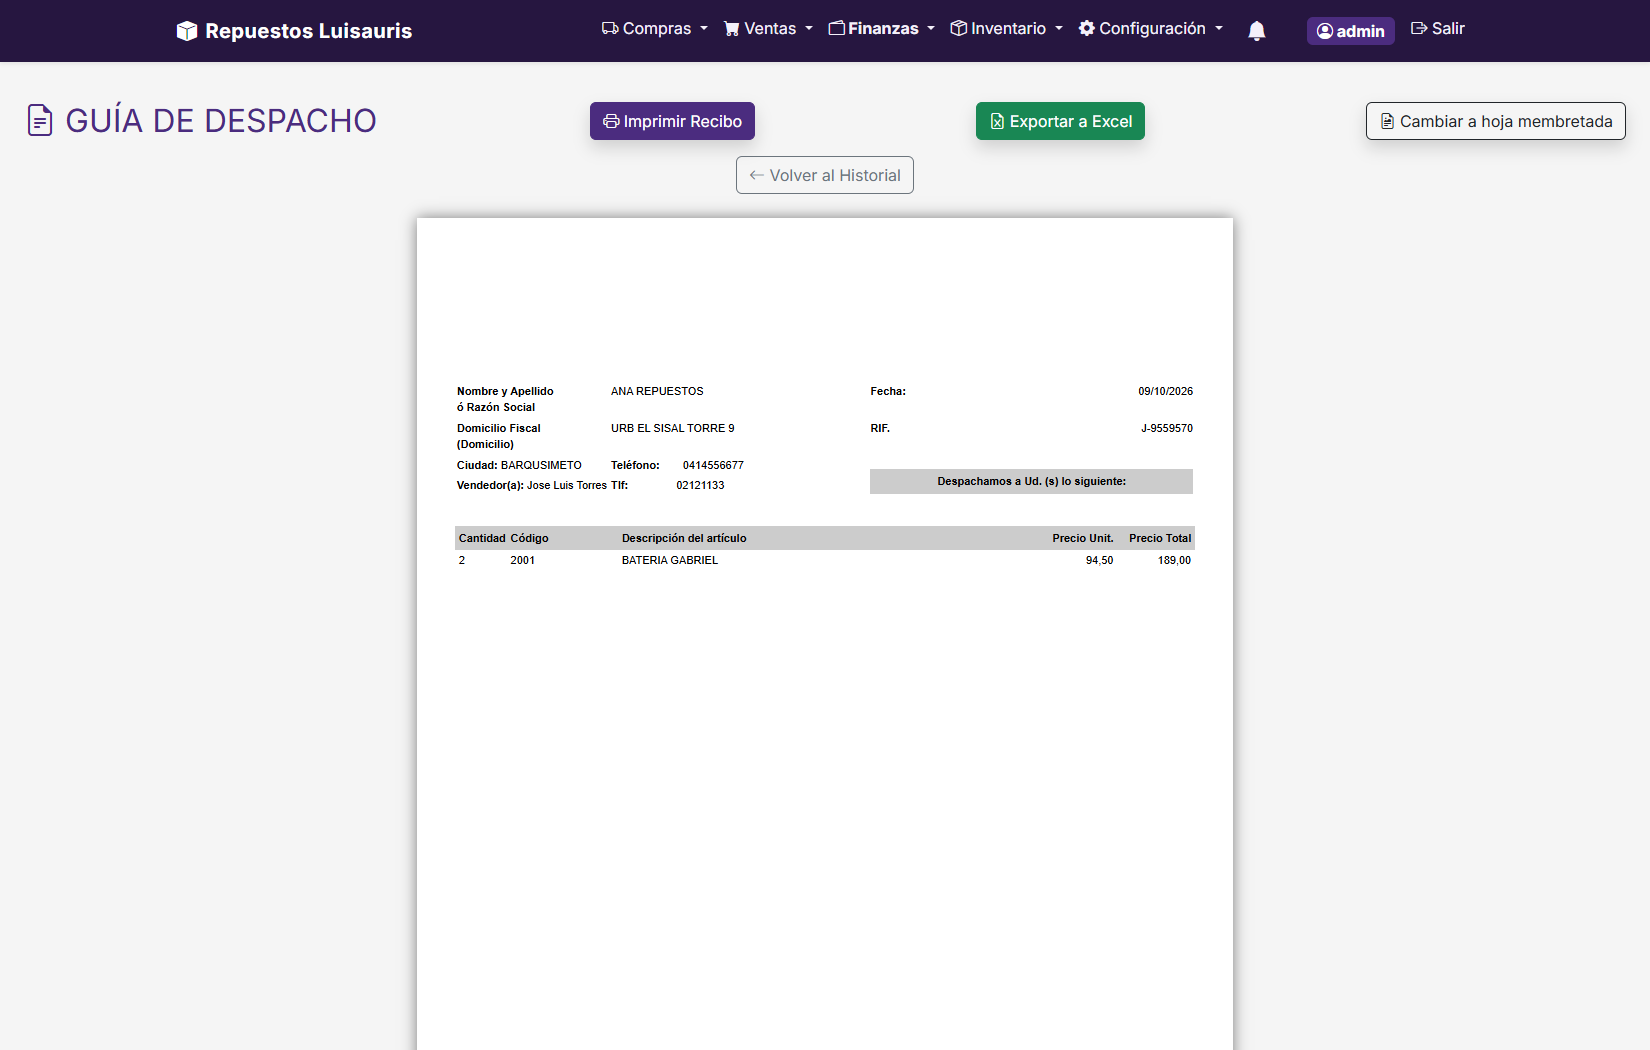 Repuestos Luisauris Compras Ventas Finanzas Inventario Configuración admin Salir
GUÍA DE DESPACHO Imprimir Recibo Exportar a Excel Cambiar a hoja membretada
← Volver al Historial
Nombre y Apellido ANA REPUESTOS Fecha: 09/10/2026
ó Razón Social
Domicilio Fiscal URB EL SISAL TORRE 9 RIF. J-9559570
(Domicilio)
Ciudad: BARQUSIMETO Teléfono: 0414556677
Vendedor(a): Jose Luis Torres Tlf: 02121133 Despachamos a Ud. (s) lo siguiente:
Cantidad Código Descripción del artículo Precio Unit. Precio Total
2 2001 BATERIA GABRIEL 94,50 189,00